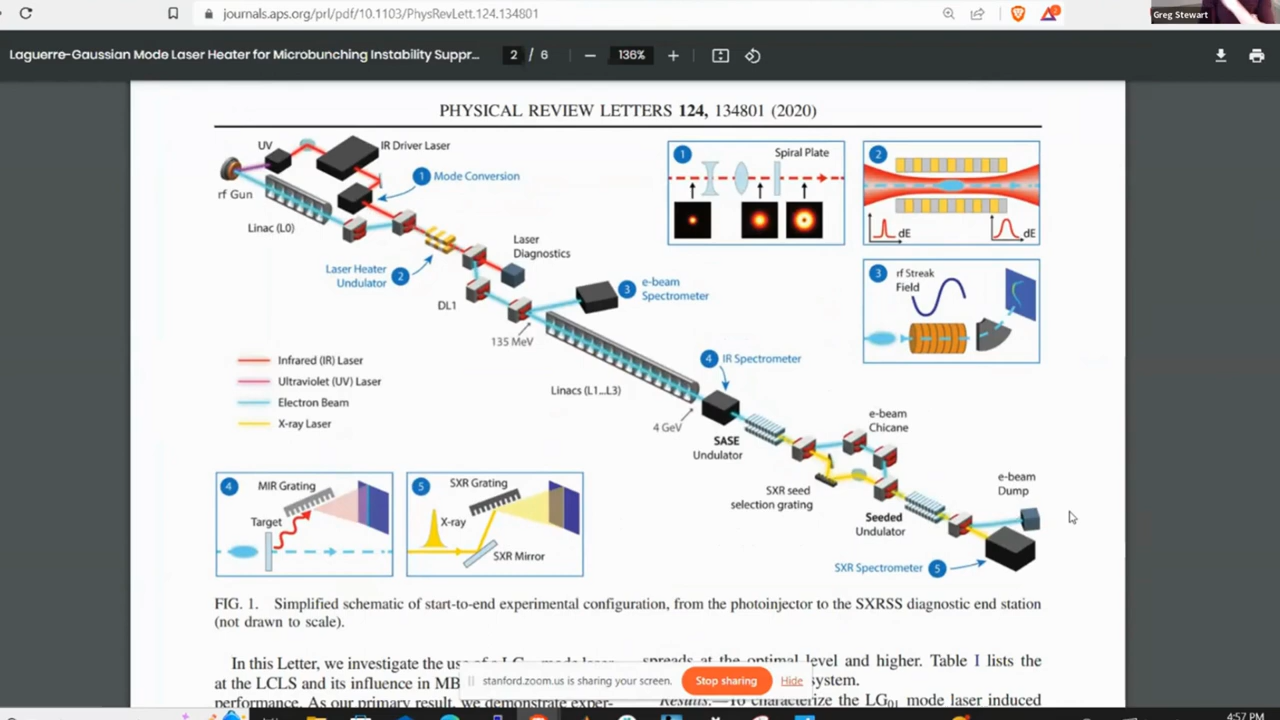 journals.aps.org/prl/pdf/10.1103/PhysRevLett.124.134801
Greg Stewart
Laguerre-Gaussian Mode Laser Heater for Microbunching Instability Suppr...
2 / 6
136%
PHYSICAL REVIEW LETTERS 124, 134801 (2020)
UV
IR Driver Laser
rf Gun
1 Mode Conversion
Linac (L0)
Laser Heater
Undulator
2
Laser
Diagnostics
DL1
3 e-beam
Spectrometer
135 MeV
1
Spiral Plate
2
dE
dE
3
rf Streak
Field
Infrared (IR) Laser
Ultraviolet (UV) Laser
Electron Beam
X-ray Laser
Linacs (L1...L3)
4 GeV
4 IR Spectrometer
SASE
Undulator
e-beam
Chicane
SXR seed
selection grating
Seeded
Undulator
e-beam
Dump
SXR Spectrometer 5
4
MIR Grating
Target
5
SXR Grating
X-ray
SXR Mirror
FIG. 1. Simplified schematic of start-to-end experimental configuration, from the photoinjector to the SXRSS diagnostic end station
(not drawn to scale).
In this Letter, we investigate the
at the LCLS and its influence in MB
performance. As our primary result, we demonstrate exper-
spreads at the optimal level and higher. Table I lists the
system.
Results.—To characterize the LG01 mode laser induced
stanford.zoom.us is sharing your screen.
Stop sharing
Hide
4:57 PM